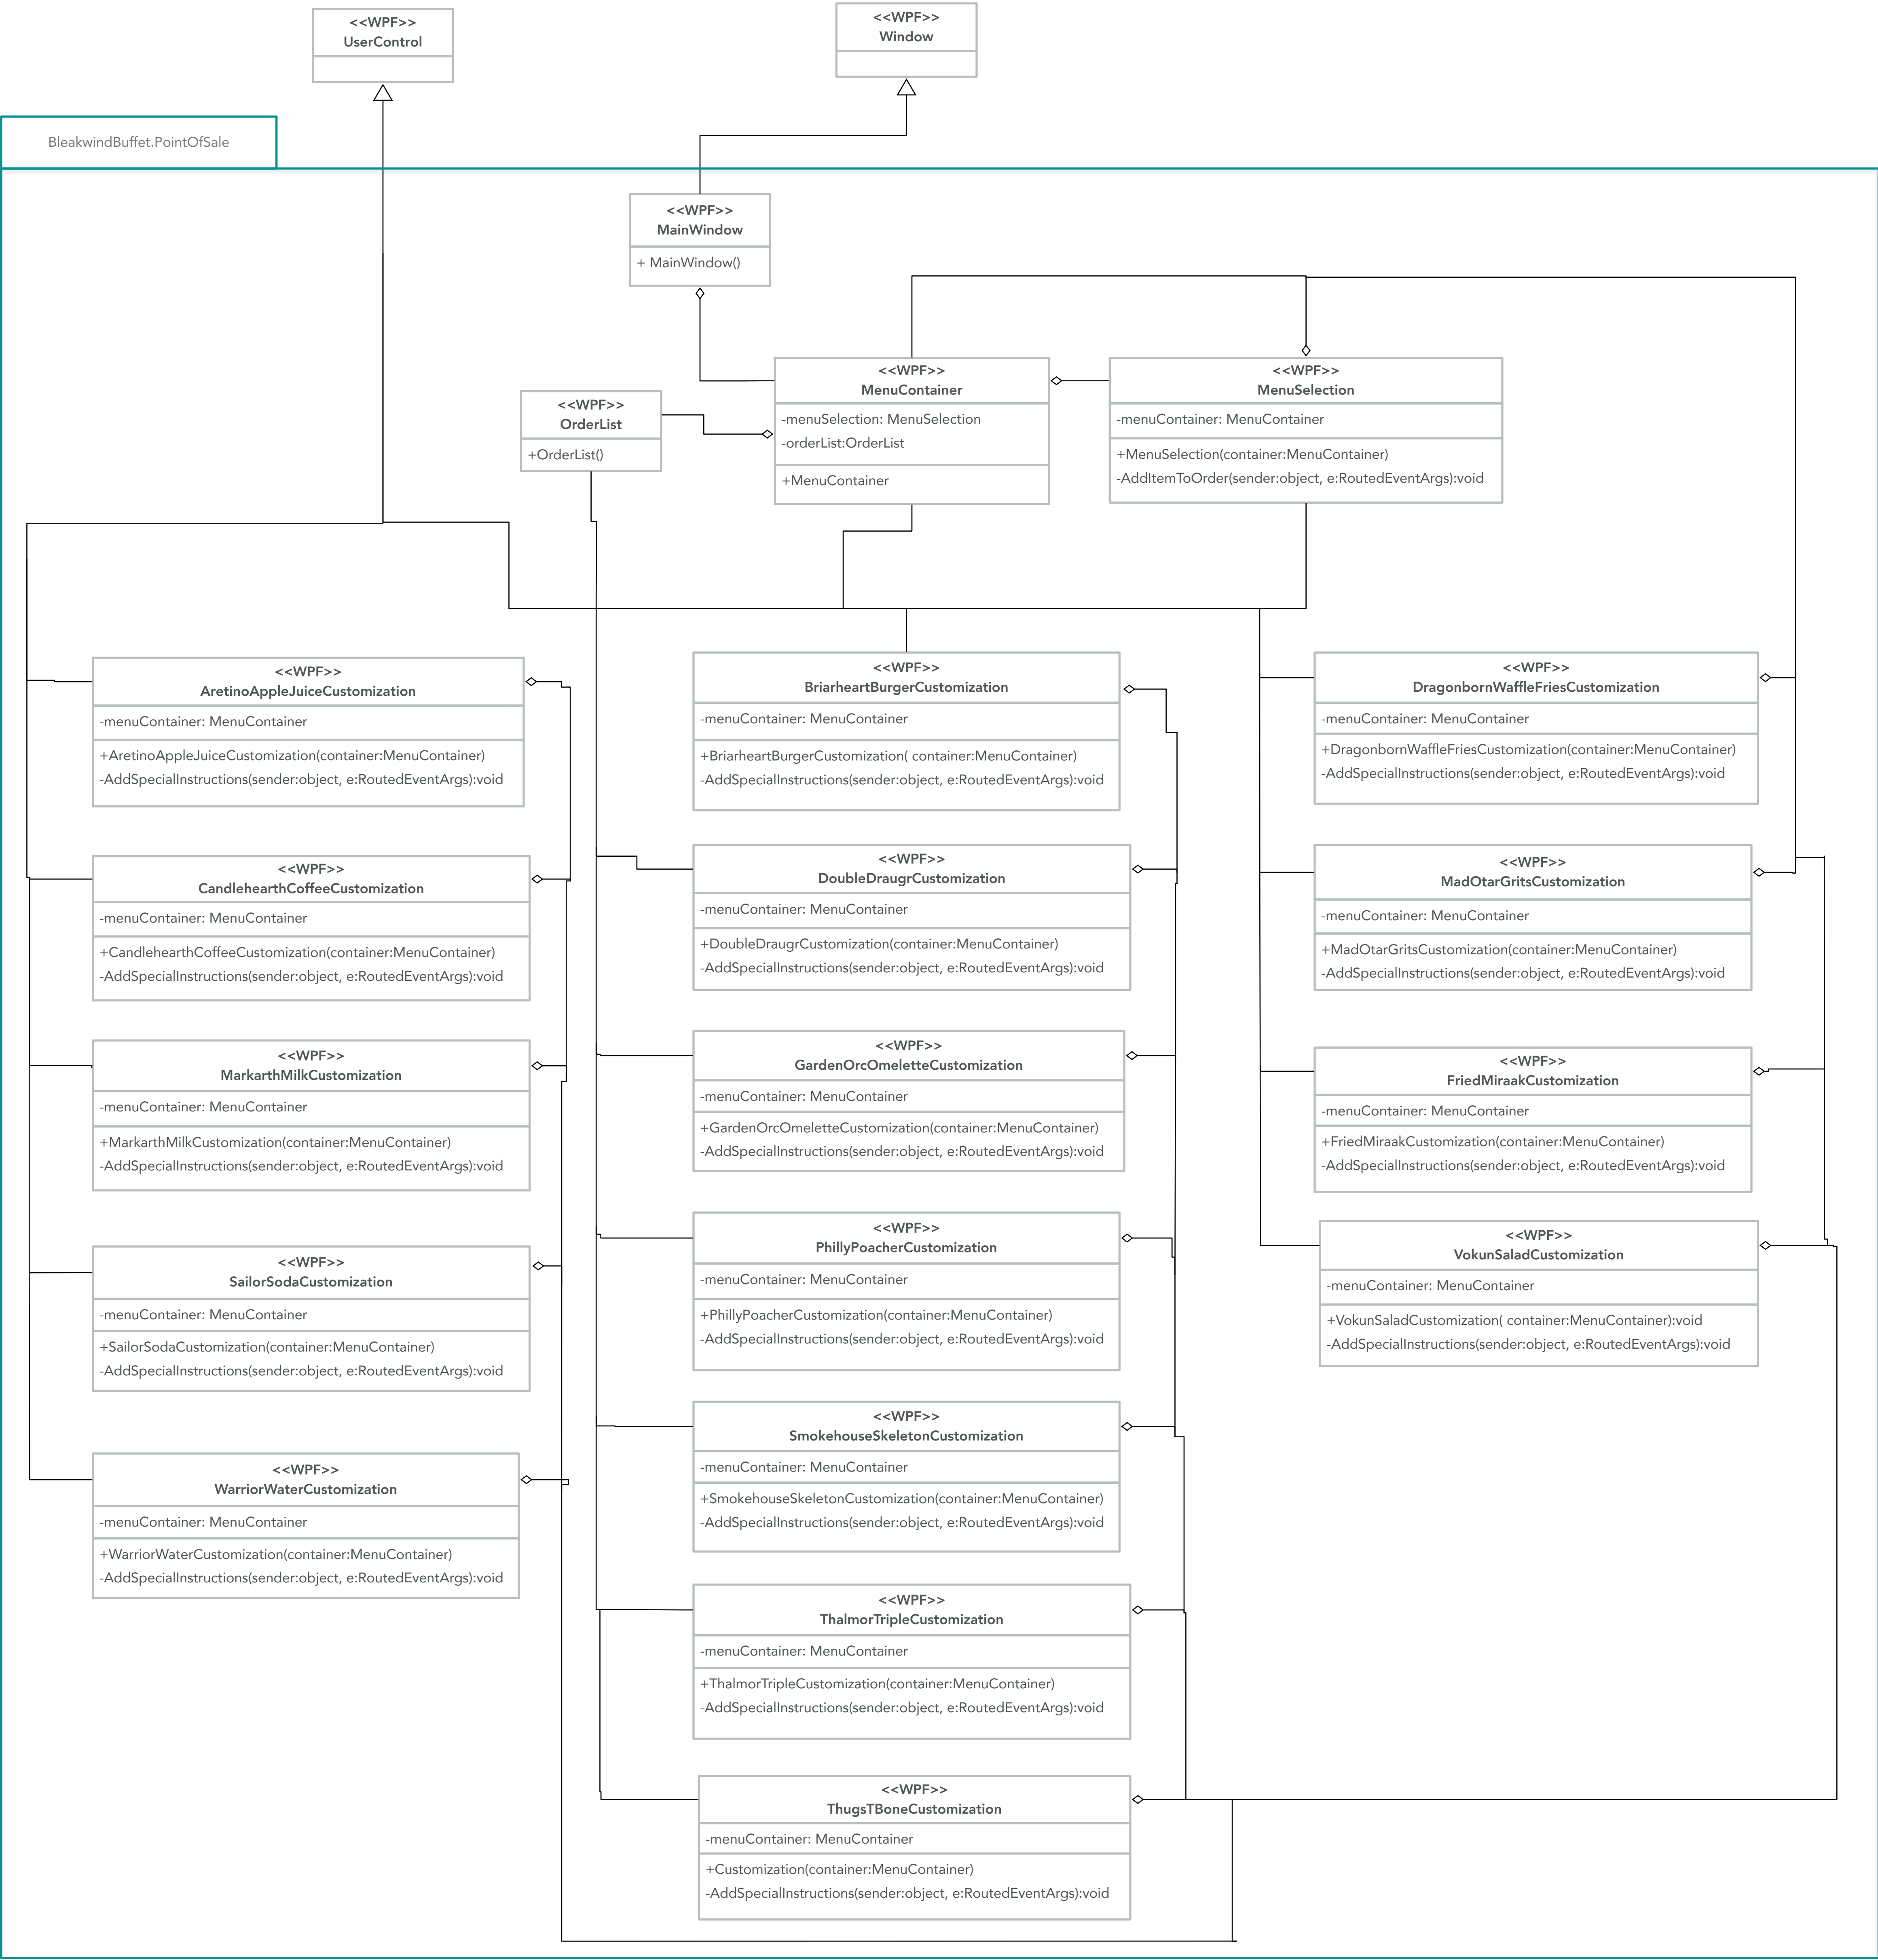 <<WPF>>
UserControl
<<WPF>>
Window
BleakwindBuffet.PointOfSale
<<WPF>>
MainWindow
+ MainWindow()
<<WPF>>
MenuContainer
-menuSelection: MenuSelection
-orderList:OrderList
+MenuContainer
<<WPF>>
MenuSelection
-menuContainer: MenuContainer
+MenuSelection(container:MenuContainer)
-AddItemToOrder(sender:object, e:RoutedEventArgs):void
<<WPF>>
OrderList
+OrderList()
<<WPF>>
AretinoAppleJuiceCustomization
-menuContainer: MenuContainer
+AretinoAppleJuiceCustomization(container:MenuContainer)
-AddSpecialInstructions(sender:object, e:RoutedEventArgs):void
<<WPF>>
CandlehearthCoffeeCustomization
-menuContainer: MenuContainer
+CandlehearthCoffeeCustomization(container:MenuContainer)
-AddSpecialInstructions(sender:object, e:RoutedEventArgs):void
<<WPF>>
MarkarthMilkCustomization
-menuContainer: MenuContainer
+MarkarthMilkCustomization(container:MenuContainer)
-AddSpecialInstructions(sender:object, e:RoutedEventArgs):void
<<WPF>>
SailorSodaCustomization
-menuContainer: MenuContainer
+SailorSodaCustomization(container:MenuContainer)
-AddSpecialInstructions(sender:object, e:RoutedEventArgs):void
<<WPF>>
WarriorWaterCustomization
-menuContainer: MenuContainer
+WarriorWaterCustomization(container:MenuContainer)
-AddSpecialInstructions(sender:object, e:RoutedEventArgs):void
<<WPF>>
BriarheartBurgerCustomization
-menuContainer: MenuContainer
+BriarheartBurgerCustomization( container:MenuContainer)
-AddSpecialInstructions(sender:object, e:RoutedEventArgs):void
<<WPF>>
DoubleDraugrCustomization
-menuContainer: MenuContainer
+DoubleDraugrCustomization(container:MenuContainer)
-AddSpecialInstructions(sender:object, e:RoutedEventArgs):void
<<WPF>>
GardenOrcOmeletteCustomization
-menuContainer: MenuContainer
+GardenOrcOmeletteCustomization(container:MenuContainer)
-AddSpecialInstructions(sender:object, e:RoutedEventArgs):void
<<WPF>>
PhillyPoacherCustomization
-menuContainer: MenuContainer
+PhillyPoacherCustomization(container:MenuContainer)
-AddSpecialInstructions(sender:object, e:RoutedEventArgs):void
<<WPF>>
SmokehouseSkeletonCustomization
-menuContainer: MenuContainer
+SmokehouseSkeletonCustomization(container:MenuContainer)
-AddSpecialInstructions(sender:object, e:RoutedEventArgs):void
<<WPF>>
ThalmorTripleCustomization
-menuContainer: MenuContainer
+ThalmorTripleCustomization(container:MenuContainer)
-AddSpecialInstructions(sender:object, e:RoutedEventArgs):void
<<WPF>>
ThugsTBoneCustomization
-menuContainer: MenuContainer
+Customization(container:MenuContainer)
-AddSpecialInstructions(sender:object, e:RoutedEventArgs):void
<<WPF>>
DragonbornWaffleFriesCustomization
-menuContainer: MenuContainer
+DragonbornWaffleFriesCustomization(container:MenuContainer)
-AddSpecialInstructions(sender:object, e:RoutedEventArgs):void
<<WPF>>
MadOtarGritsCustomization
-menuContainer: MenuContainer
+MadOtarGritsCustomization(container:MenuContainer)
-AddSpecialInstructions(sender:object, e:RoutedEventArgs):void
<<WPF>>
FriedMiraakCustomization
-menuContainer: MenuContainer
+FriedMiraakCustomization(container:MenuContainer)
-AddSpecialInstructions(sender:object, e:RoutedEventArgs):void
<<WPF>>
VokunSaladCustomization
-menuContainer: MenuContainer
+VokunSaladCustomization( container:MenuContainer):void
-AddSpecialInstructions(sender:object, e:RoutedEventArgs):void